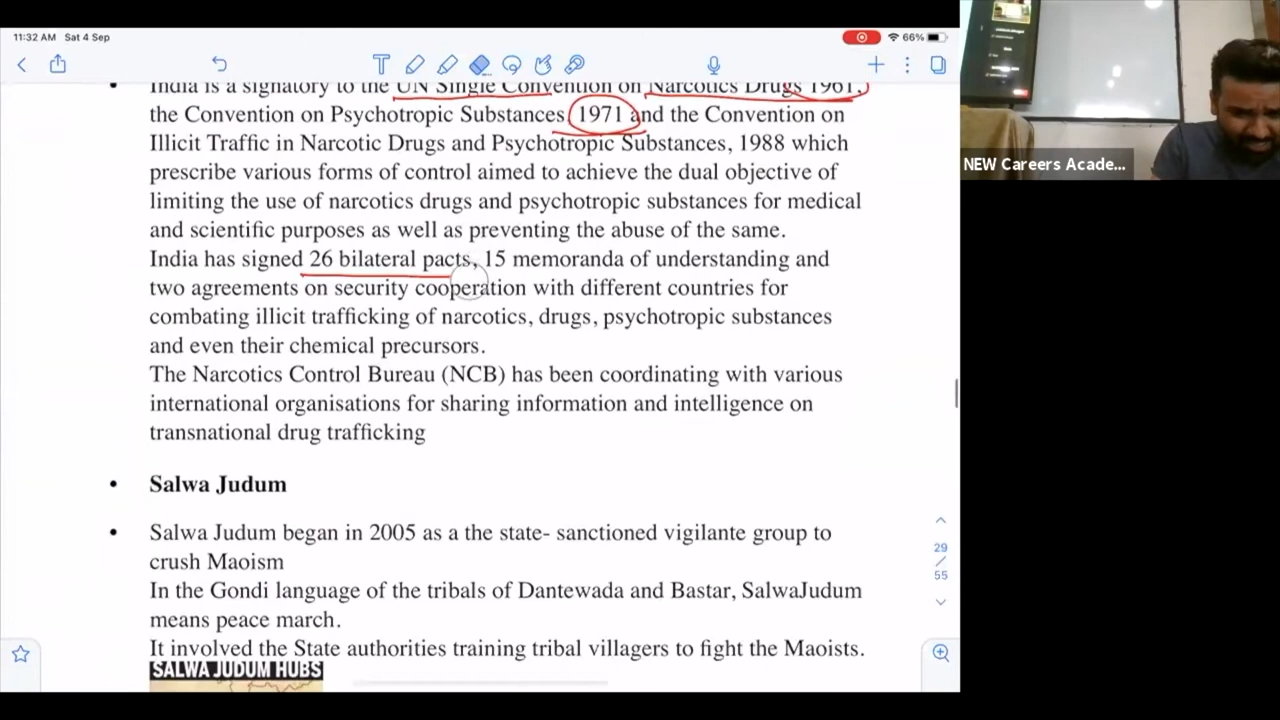 11:32 AM Sat 4 Sep
66%
India is a signatory to the UN Single Convention on Narcotics Drugs 1961,
the Convention on Psychotropic Substances, 1971 and the Convention on
Illicit Traffic in Narcotic Drugs and Psychotropic Substances, 1988 which
prescribe various forms of control aimed to achieve the dual objective of
limiting the use of narcotics drugs and psychotropic substances for medical
and scientific purposes as well as preventing the abuse of the same.
India has signed 26 bilateral pacts, 15 memoranda of understanding and
two agreements on security cooperation with different countries for
combating illicit trafficking of narcotics, drugs, psychotropic substances
and even their chemical precursors.
The Narcotics Control Bureau (NCB) has been coordinating with various
international organisations for sharing information and intelligence on
transnational drug trafficking
• Salwa Judum
• Salwa Judum began in 2005 as a the state- sanctioned vigilante group to
crush Maoism
In the Gondi language of the tribals of Dantewada and Bastar, SalwaJudum
means peace march.
It involved the State authorities training tribal villagers to fight the Maoists.
SALWA JUDUM HUBS
29
/
55
NEW Careers Acade...